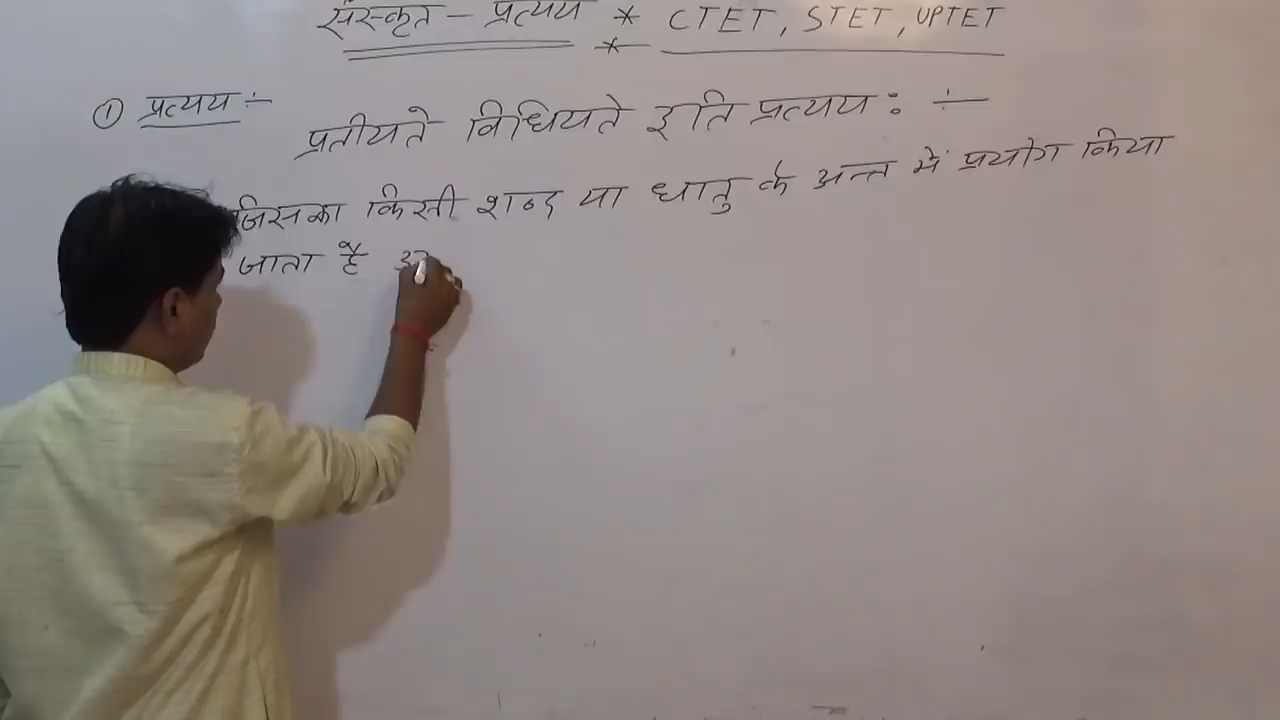 संस्कृत - प्रत्यय * CTET, STET, UPTET
*
① प्रत्यय :-
प्रतीयते विधियते इति प्रत्ययः :-
जिसका किसी शब्द या धातु के अन्त में प्रयोग किया
जाता है